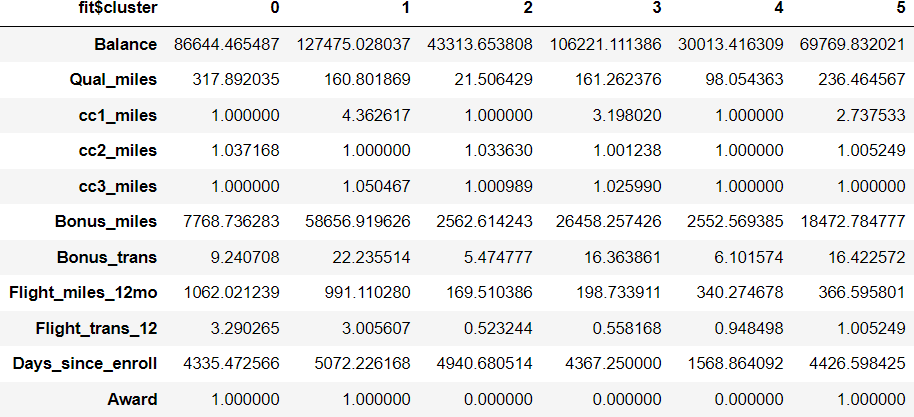 fit$cluster 0 1 2 3 4 5
Balance 86644.465487 127475.028037 43313.653808 106221.111386 30013.416309 69769.832021
Qual_miles 317.892035 160.801869 21.506429 161.262376 98.054363 236.464567
cc1_miles 1.000000 4.362617 1.000000 3.198020 1.000000 2.737533
cc2_miles 1.037168 1.000000 1.033630 1.001238 1.000000 1.005249
cc3_miles 1.000000 1.050467 1.000989 1.025990 1.000000 1.000000
Bonus_miles 7768.736283 58656.919626 2562.614243 26458.257426 2552.569385 18472.784777
Bonus_trans 9.240708 22.235514 5.474777 16.363861 6.101574 16.422572
Flight_miles_12mo 1062.021239 991.110280 169.510386 198.733911 340.274678 366.595801
Flight_trans_12 3.290265 3.005607 0.523244 0.558168 0.948498 1.005249
Days_since_enroll 4335.472566 5072.226168 4940.680514 4367.250000 1568.864092 4426.598425
Award 1.000000 1.000000 0.000000 0.000000 0.000000 1.000000